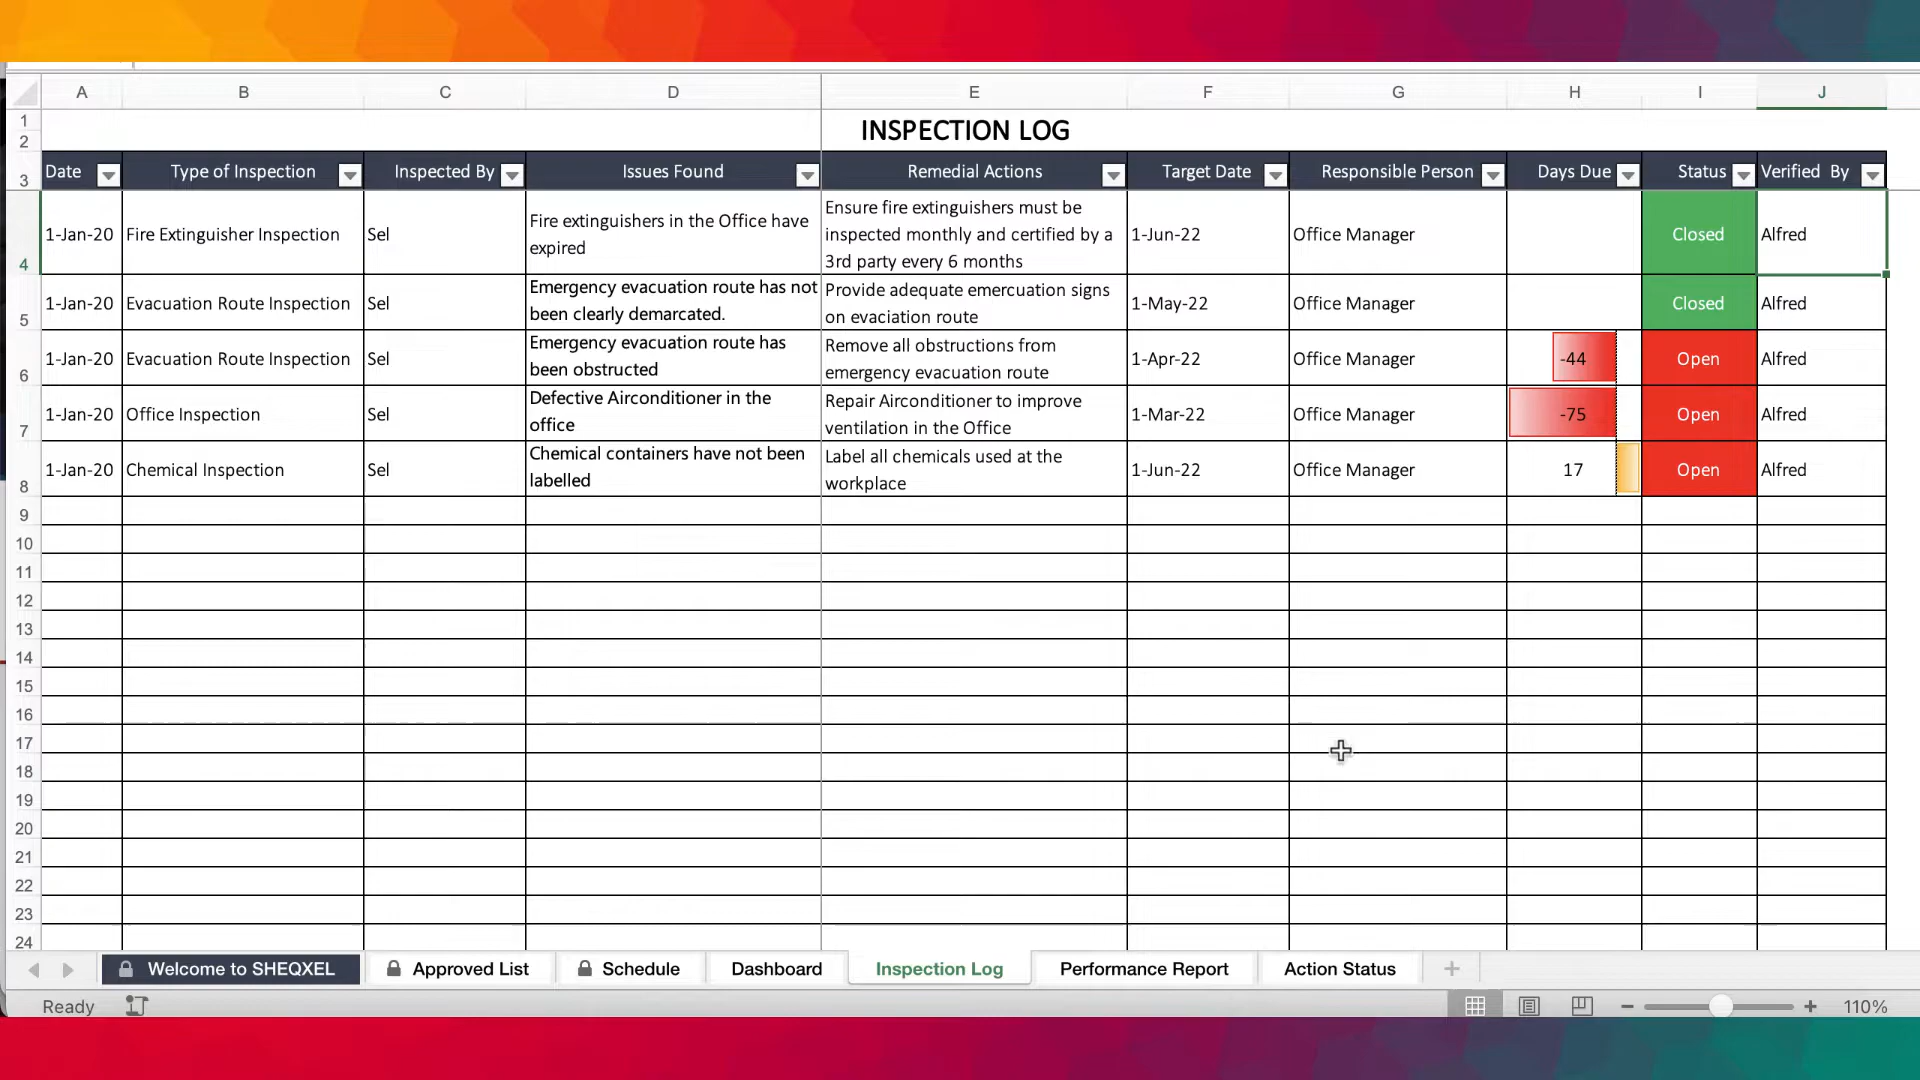 A B C D E F G H I J
1 INSPECTION LOG
2
3 Date Type of Inspection Inspected By Issues Found Remedial Actions Target Date Responsible Person Days Due Status Verified By
4 1-Jan-20 Fire Extinguisher Inspection Sel Fire extinguishers in the Office have expired Ensure fire extinguishers must be inspected monthly and certified by a 3rd party every 6 months 1-Jun-22 Office Manager Closed Alfred
5 1-Jan-20 Evacuation Route Inspection Sel Emergency evacuation route has not been clearly demarcated. Provide adequate emercuation signs on evaciation route 1-May-22 Office Manager Closed Alfred
6 1-Jan-20 Evacuation Route Inspection Sel Emergency evacuation route has been obstructed Remove all obstructions from emergency evacuation route 1-Apr-22 Office Manager -44 Open Alfred
7 1-Jan-20 Office Inspection Sel Defective Airconditioner in the office Repair Airconditioner to improve ventilation in the Office 1-Mar-22 Office Manager -75 Open Alfred
8 1-Jan-20 Chemical Inspection Sel Chemical containers have not been labelled Label all chemicals used at the workplace 1-Jun-22 Office Manager 17 Open Alfred
9
10
11
12
13
14
15
16
17
18
19
20
21
22
23
24
Welcome to SHEQXEL Approved List Schedule Dashboard Inspection Log Performance Report Action Status
Ready 110%